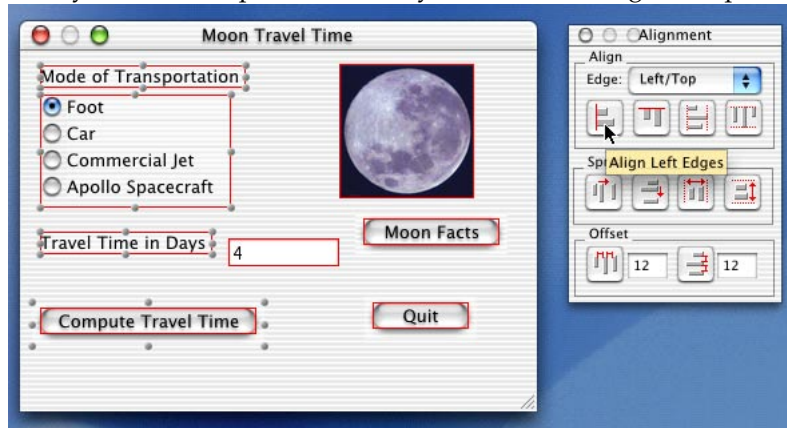 Moon Travel Time
Mode of Transportation
Foot
Car
Commercial Jet
Apollo Spacecraft
Travel Time in Days
4
Moon Facts
Compute Travel Time
Quit
Alignment
Align
Edge: Left/Top
Align Left Edges
Offset
12
12